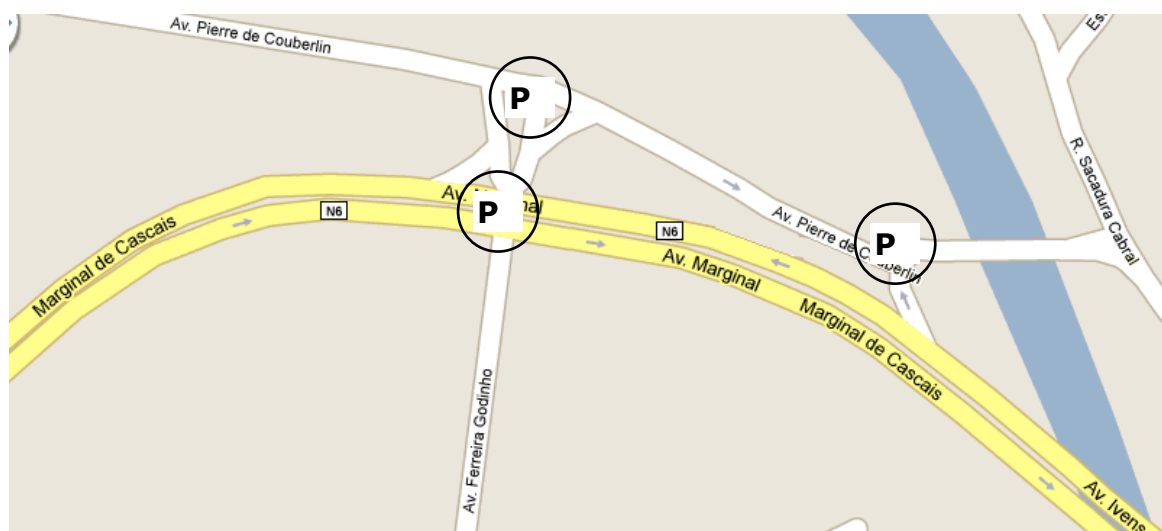 Av. Pierre de Couberlin
Es
P
R. Sacadura Cabral
Av.
nal
P
N6
N6
Marginal de Cascais
Av. Pierre de Couberlin
P
Av. Marginal
Marginal de Cascais
Av. Ferreira Godinho
Av. Ivens